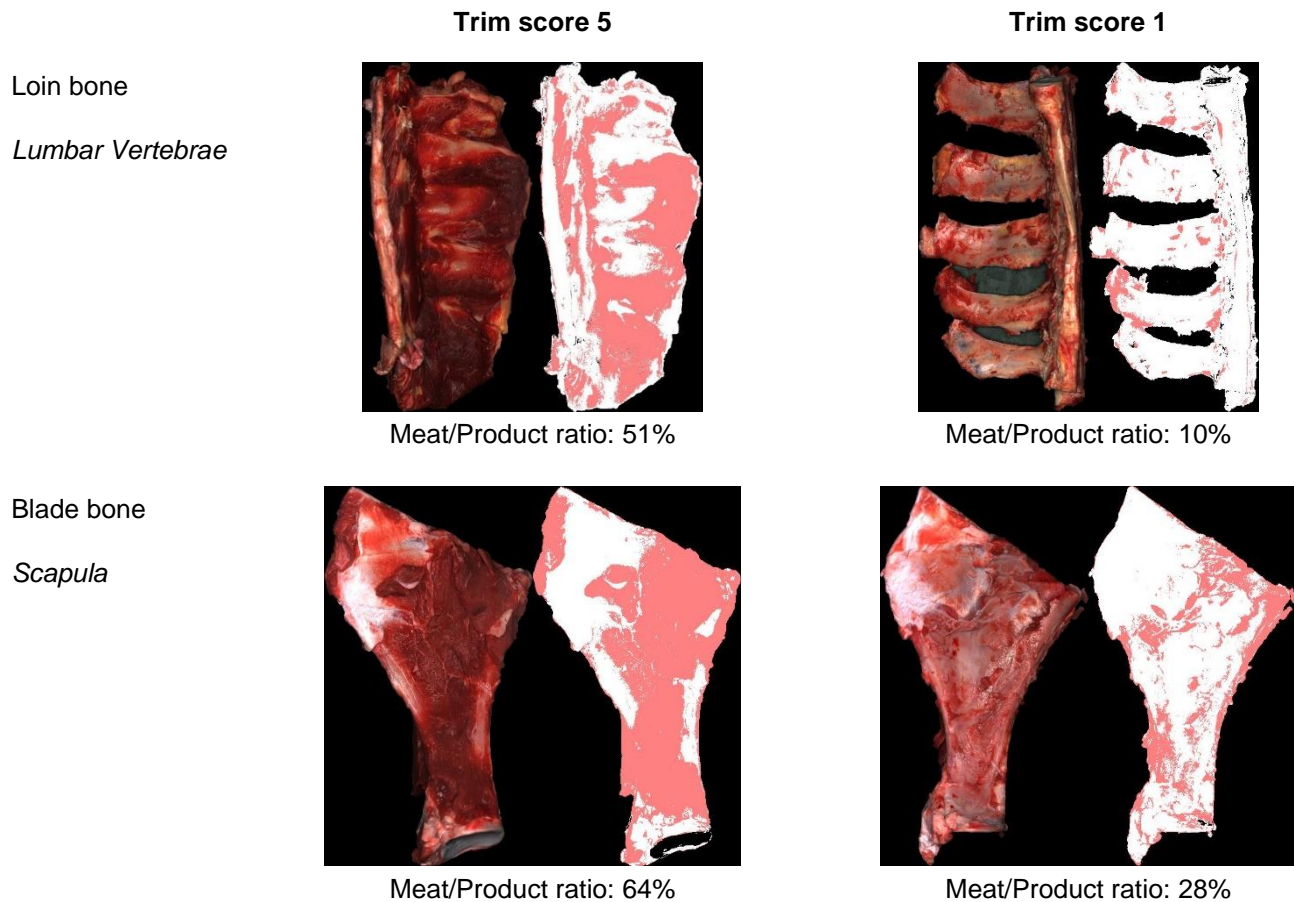 Trim score 5
Trim score 1
Loin bone
Lumbar Vertebrae
Meat/Product ratio: 51%
Meat/Product ratio: 10%
Blade bone
Scapula
Meat/Product ratio: 64%
Meat/Product ratio: 28%